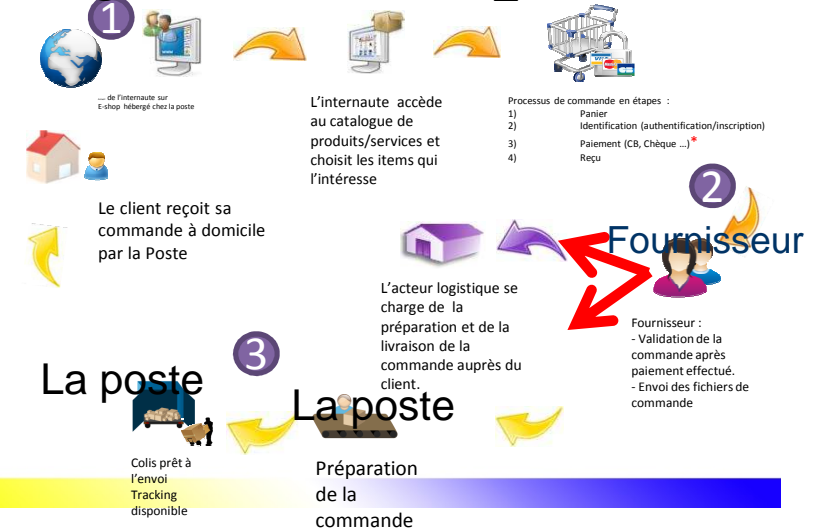 1
.... de l'internaute sur
E-shop hébergé chez la poste
L'internaute accède
au catalogue de
produits/services et
choisit les items qui
l'intéresse
Processus de commande en étapes :
1) Panier
2) Identification (authentification/inscription)
3) Paiement (CB, Chèque ...)*
4) Reçu
2
Fournisseur
Fournisseur :
- Validation de la
commande après
paiement effectué.
- Envoi des fichiers de
commande
L'acteur logistique se
charge de la
préparation et de la
livraison de la
commande auprès du
client.
Le client reçoit sa
commande à domicile
par la Poste
3
La poste
La poste
Colis prêt à
l'envoi
Tracking
disponible
Préparation
de la
commande